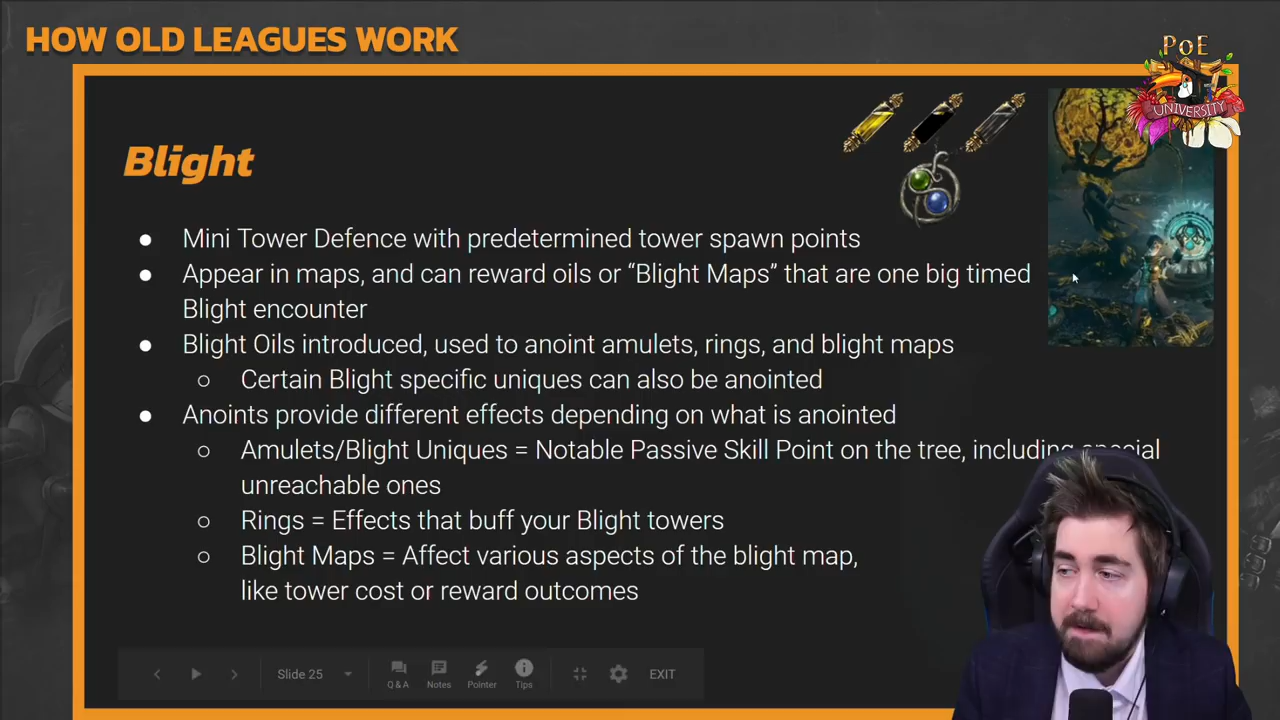 HOW OLD LEAGUES WORK
PoE
UNIVERSITY
Blight
● Mini Tower Defence with predetermined tower spawn points
● Appear in maps, and can reward oils or “Blight Maps” that are one big timed
Blight encounter
● Blight Oils introduced, used to anoint amulets, rings, and blight maps
○ Certain Blight specific uniques can also be anointed
● Anoints provide different effects depending on what is anointed
○ Amulets/Blight Uniques = Notable Passive Skill Point on the tree, including special
unreachable ones
○ Rings = Effects that buff your Blight towers
○ Blight Maps = Affect various aspects of the blight map,
like tower cost or reward outcomes
Slide 25
Q & A
Notes
Pointer
Tips
EXIT